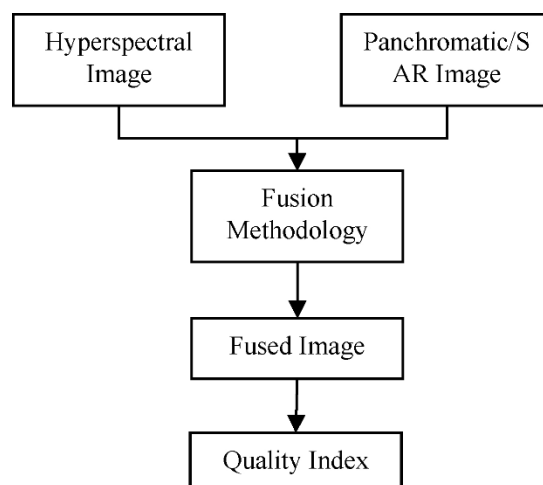 Hyperspectral
Image
Panchromatic/S
AR Image
Fusion
Methodology
Fused Image
Quality Index